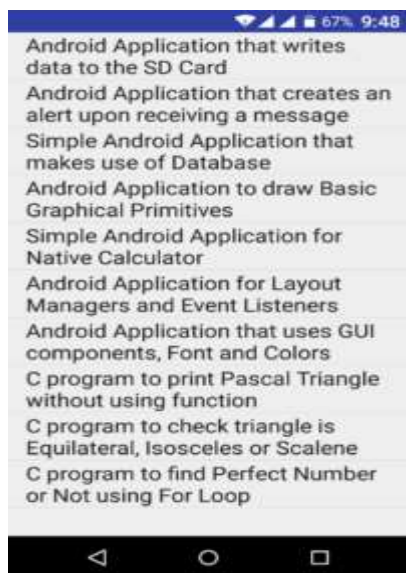 67% 9:48
Android Application that writes
data to the SD Card
Android Application that creates an
alert upon receiving a message
Simple Android Application that
makes use of Database
Android Application to draw Basic
Graphical Primitives
Simple Android Application for
Native Calculator
Android Application for Layout
Managers and Event Listeners
Android Application that uses GUI
components, Font and Colors
C program to print Pascal Triangle
without using function
C program to check triangle is
Equilateral, Isosceles or Scalene
C program to find Perfect Number
or Not using For Loop